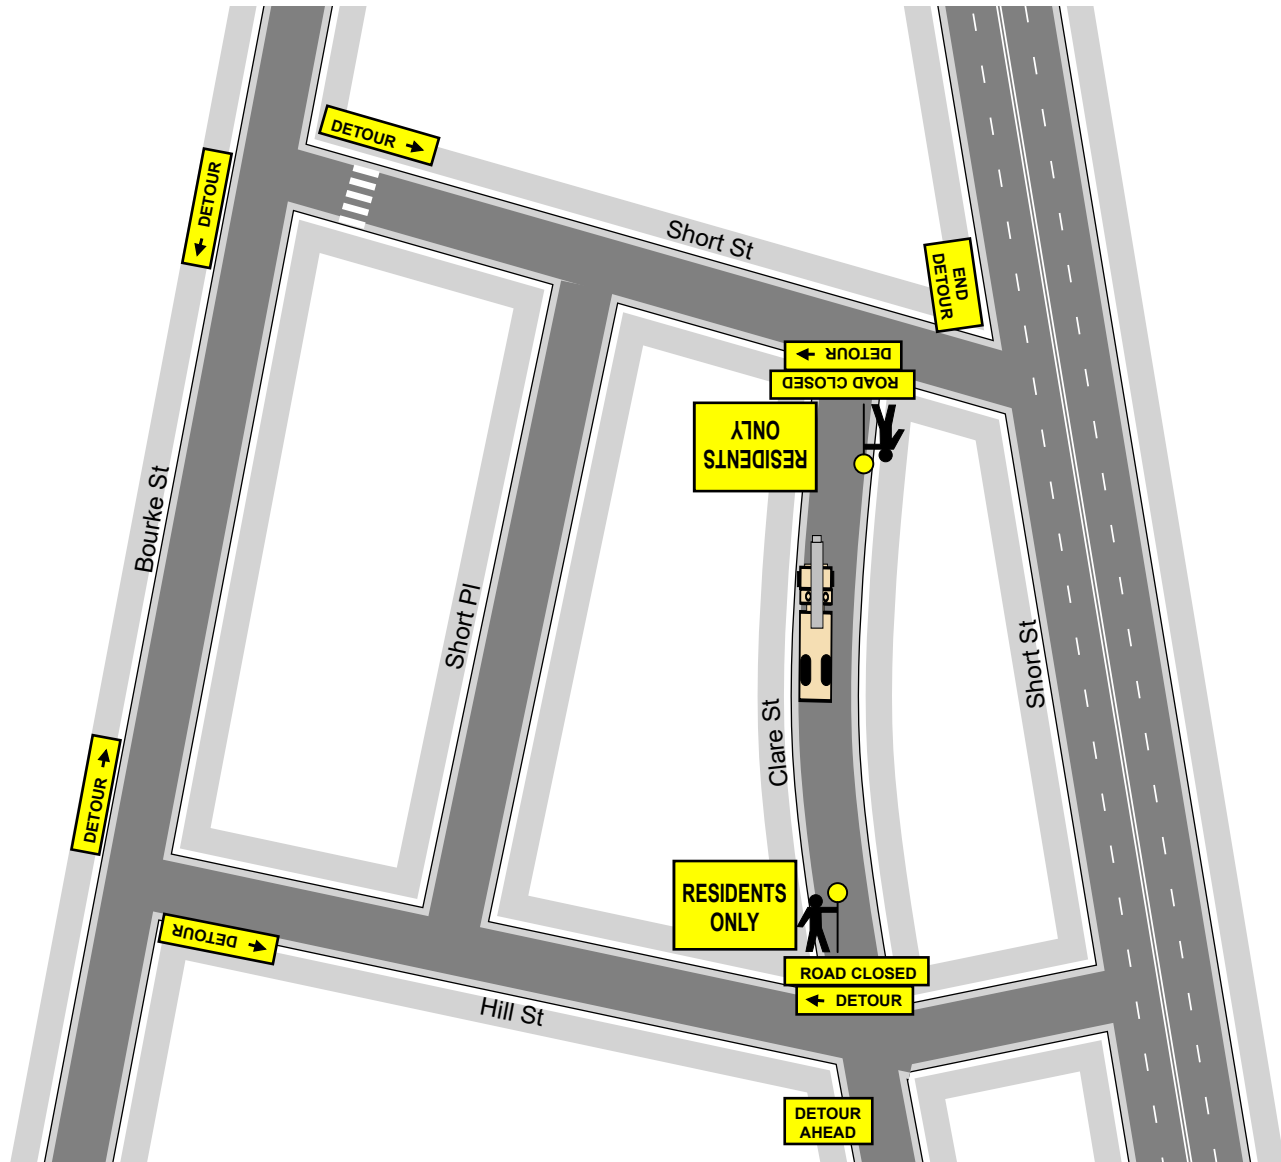 DETOUR →
← DETOUR
Short St
END
DETOUR
← DETOUR
ROAD CLOSED
RESIDENTS
ONLY
Bourke St
Short Pl
Short St
Clare St
DETOUR →
RESIDENTS
ONLY
DETOUR →
ROAD CLOSED
← DETOUR
Hill St
DETOUR
AHEAD